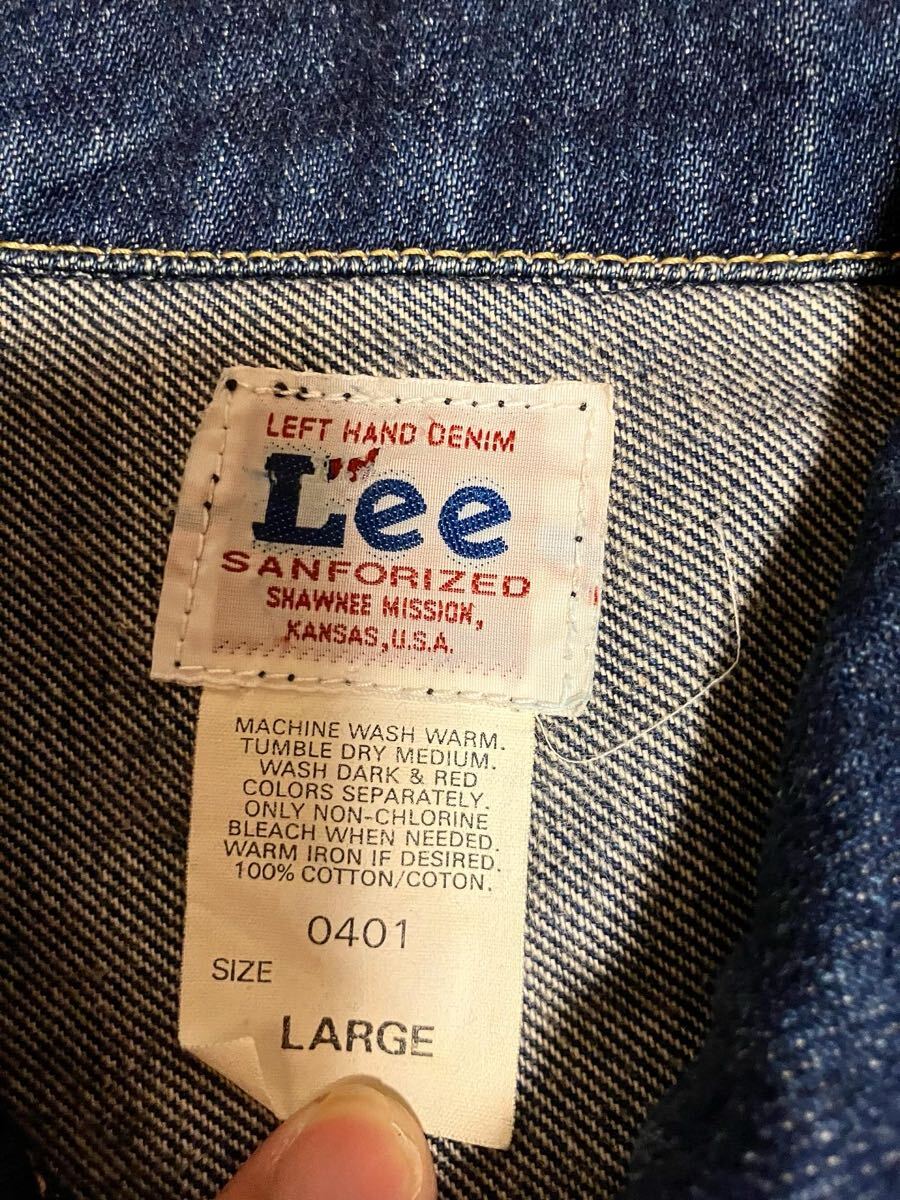 LEFT HAND DENIM
Lee
SANFORIZED
SHAWNEE MISSION,
KANSAS, U.S.A.
MACHINE WASH WARM.
TUMBLE DRY MEDIUM.
WASH DARK & RED
COLORS SEPARATELY.
ONLY NON-CHLORINE
BLEACH WHEN NEEDED.
WARM IRON IF DESIRED.
100% COTTON/COTON.
0401
SIZE
LARGE